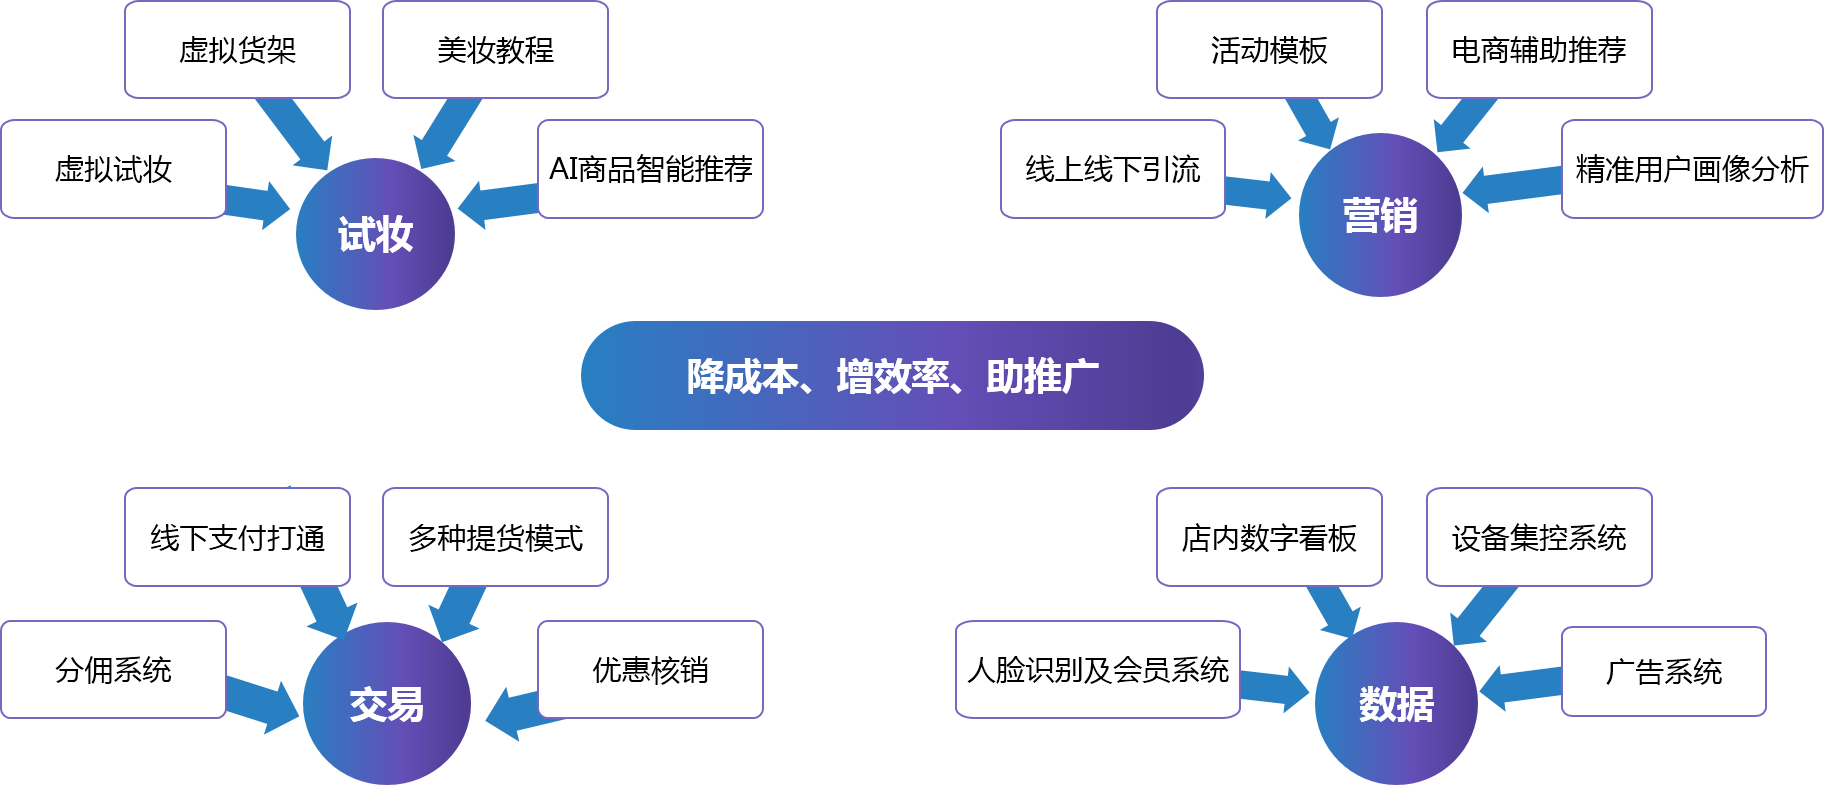 虚拟货架
美妆教程
虚拟试妆
AI商品智能推荐
试妆
活动模板
电商辅助推荐
线上线下引流
精准用户画像分析
营销
降成本、增效率、助推广
线下支付打通
多种提货模式
分佣系统
优惠核销
交易
店内数字看板
设备集控系统
人脸识别及会员系统
广告系统
数据